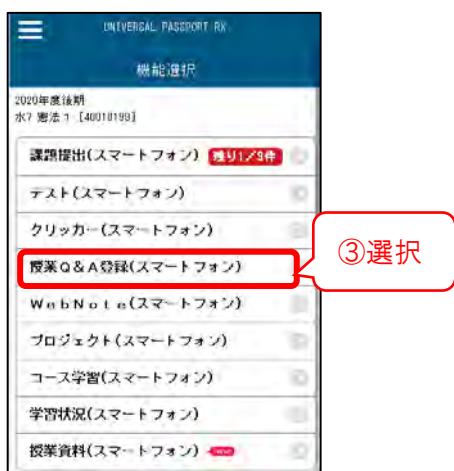 UNIVERSAL PASSPORT RX
機能選択
2020年度後期
水7 憲法1 [40010199]
課題提出(スマートフォン) 残り1/9件
テスト(スマートフォン)
クリッカー(スマートフォン)
授業Q&A登録(スマートフォン)
③選択
WebNote(スマートフォン)
プロジェクト(スマートフォン)
コース学習(スマートフォン)
学習状況(スマートフォン)
授業資料(スマートフォン)